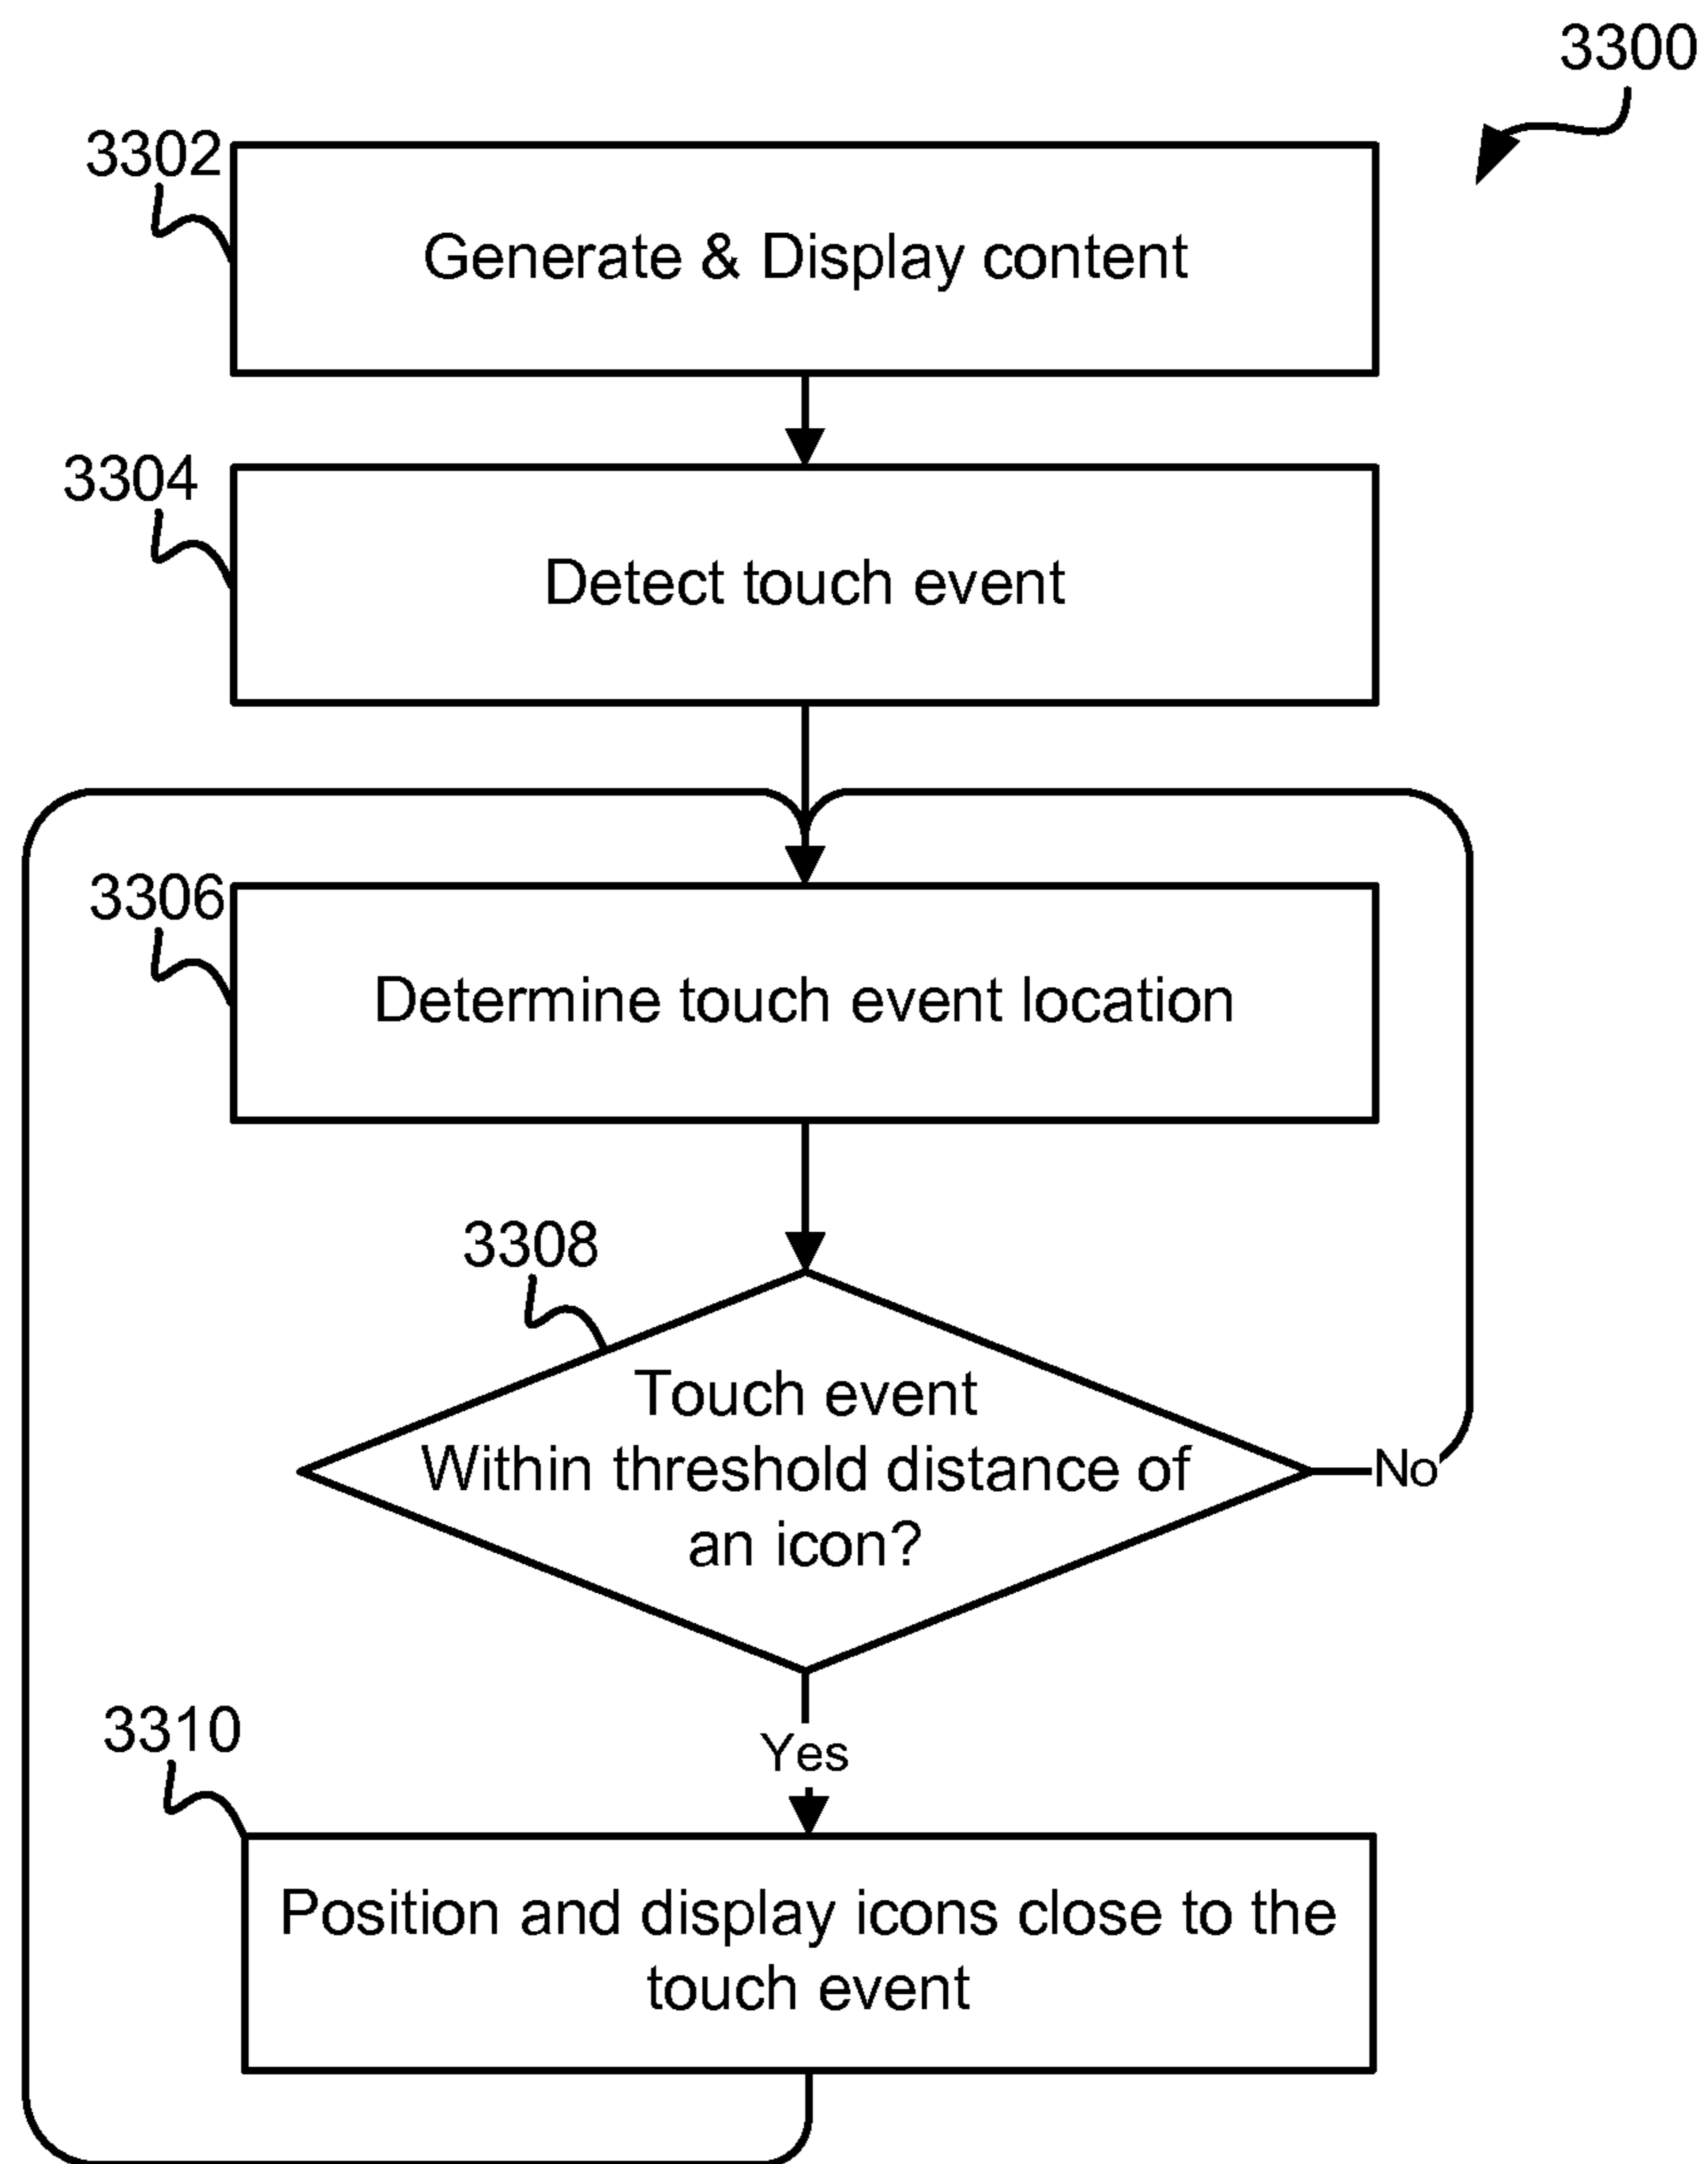 3300
3302
Generate & Display content
3304
Detect touch event
3306
Determine touch event location
3308
Touch event
Within threshold distance of
an icon?
No
Yes
3310
Position and display icons close to the
touch event